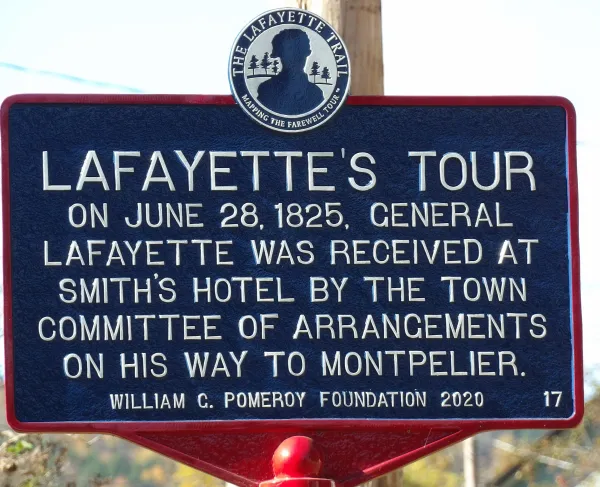 THE LAFAYETTE TRAIL
MAPPING THE FAREWELL TOUR™
LAFAYETTE'S TOUR
ON JUNE 28, 1825, GENERAL
LAFAYETTE WAS RECEIVED AT
SMITH'S HOTEL BY THE TOWN
COMMITTEE OF ARRANGEMENTS
ON HIS WAY TO MONTPELIER.
WILLIAM G. POMEROY FOUNDATION 2020 17